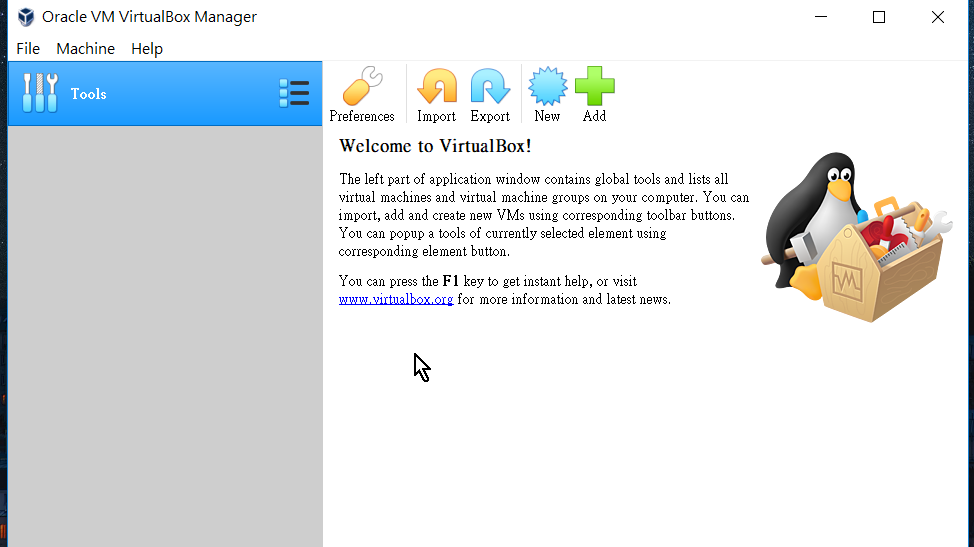 Oracle VM VirtualBox Manager
File Machine Help
Tools
Preferences Import Export New Add
Welcome to VirtualBox!
The left part of application window contains global tools and lists all
virtual machines and virtual machine groups on your computer. You can
import, add and create new VMs using corresponding toolbar buttons.
You can popup a tools of currently selected element using
corresponding element button.
You can press the F1 key to get instant help, or visit
www.virtualbox.org for more information and latest news.